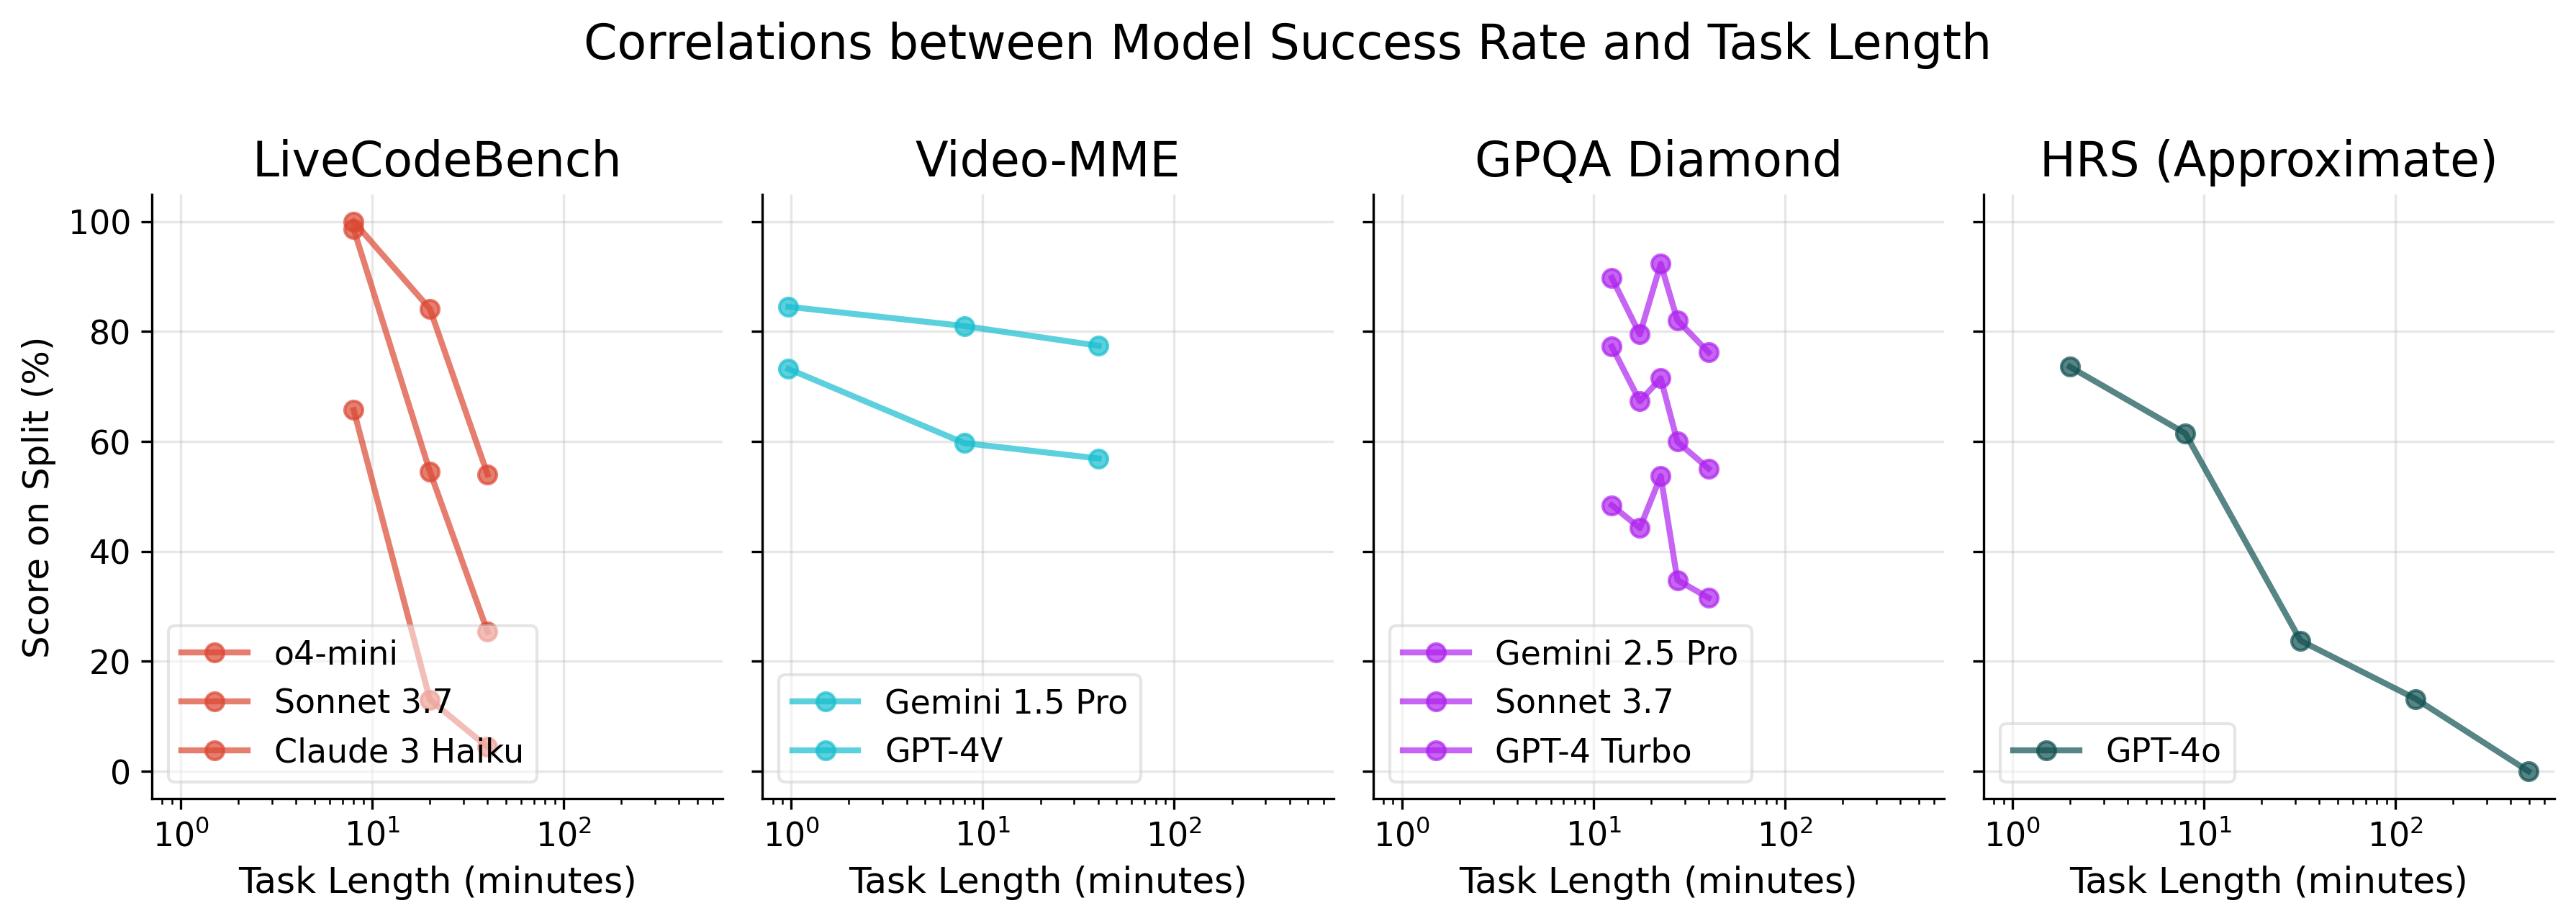 Correlations between Model Success Rate and Task Length
LiveCodeBench
Video-MME
GPQA Diamond
HRS (Approximate)
Score on Split (%)
100
80
60
40
20
0
o4-mini
Sonnet 3.7
Claude 3 Haiku
10⁰ 10¹ 10²
Task Length (minutes)
Gemini 1.5 Pro
GPT-4V
10⁰ 10¹ 10²
Task Length (minutes)
Gemini 2.5 Pro
Sonnet 3.7
GPT-4 Turbo
10⁰ 10¹ 10²
Task Length (minutes)
GPT-4o
10⁰ 10¹ 10²
Task Length (minutes)